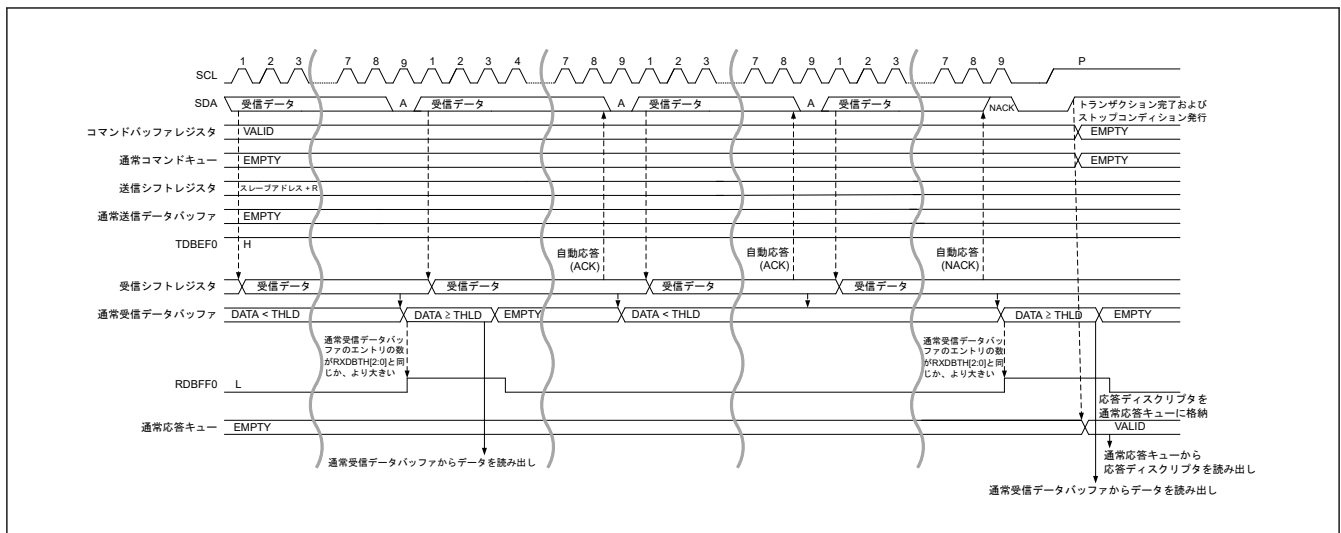 1 2 3 7 8 9 1 2 3 4 7 8 9 1 2 3 7 8 9 1 2 3 7 8 9 P
SCL
SDA 受信データ A 受信データ A 受信データ A 受信データ NACK トランザクション完了および
ストップコンディション発行
コマンドバッファレジスタ VALID EMPTY
通常コマンドキュー EMPTY EMPTY
送信シフトレジスタ スレーブアドレス + R
通常送信データバッファ EMPTY
TDBEF0 H
自動応答
(ACK)
自動応答
(ACK)
自動応答
(NACK)
受信シフトレジスタ 受信データ 受信データ 受信データ 受信データ
通常受信データバッファ DATA < THLD DATA ≥ THLD EMPTY DATA < THLD DATA ≥ THLD EMPTY
通常受信データバッ
ファのエントリの数
がRXDBTH[2:0]と同
じか、より大きい
通常受信データバッ
ファのエントリの数
がRXDBTH[2:0]と同
じか、より大きい
RDBFF0 L
応答ディスクリプタを
通常応答キューに格納
通常応答キュー EMPTY VALID
通常受信データバッファからデータを読み出し
通常応答キューから
応答ディスクリプタを読み出し
通常受信データバッファからデータを読み出し